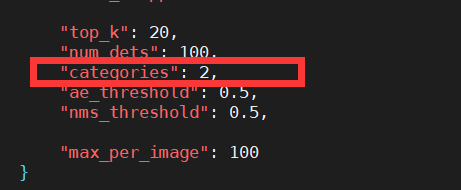 "top_k": 20,
"num_dets": 100,
"categories": 2,
"ae_threshold": 0.5,
"nms_threshold": 0.5,
"max_per_image": 100
}